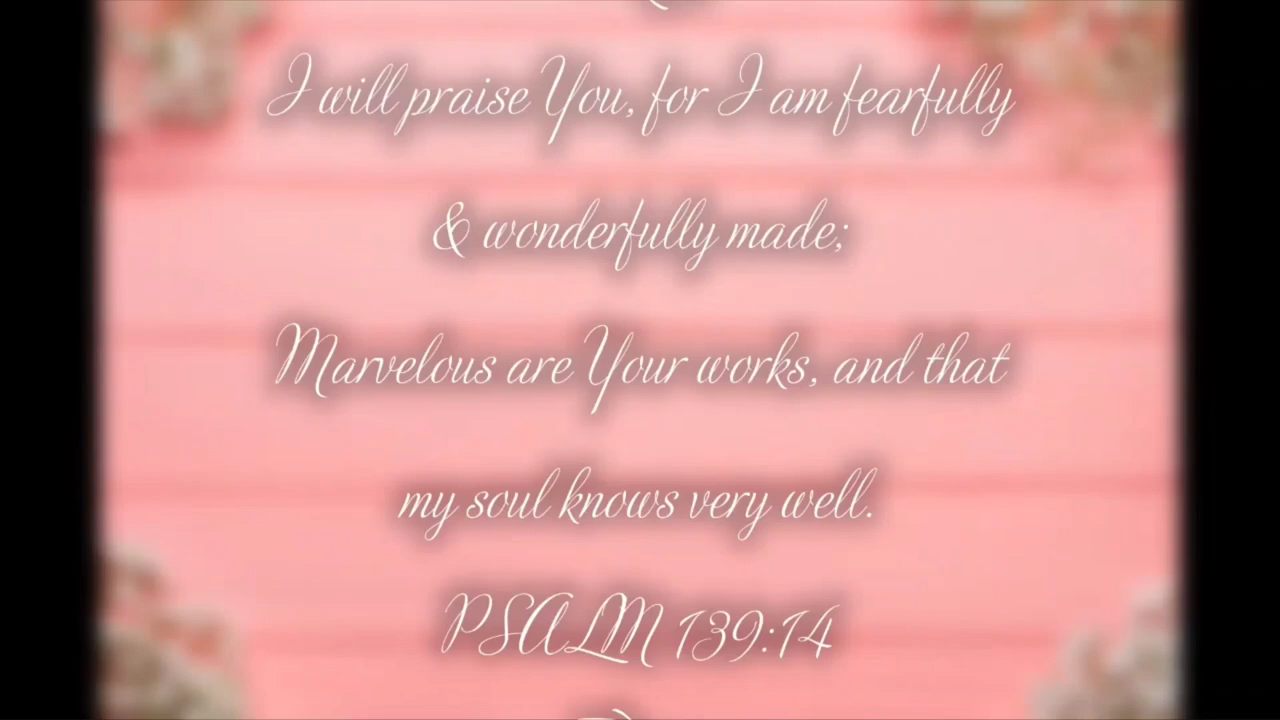 I will praise You, for I am fearfully
& wonderfully made;
Marvelous are Your works, and that
my soul knows very well.
PSALM 139:14